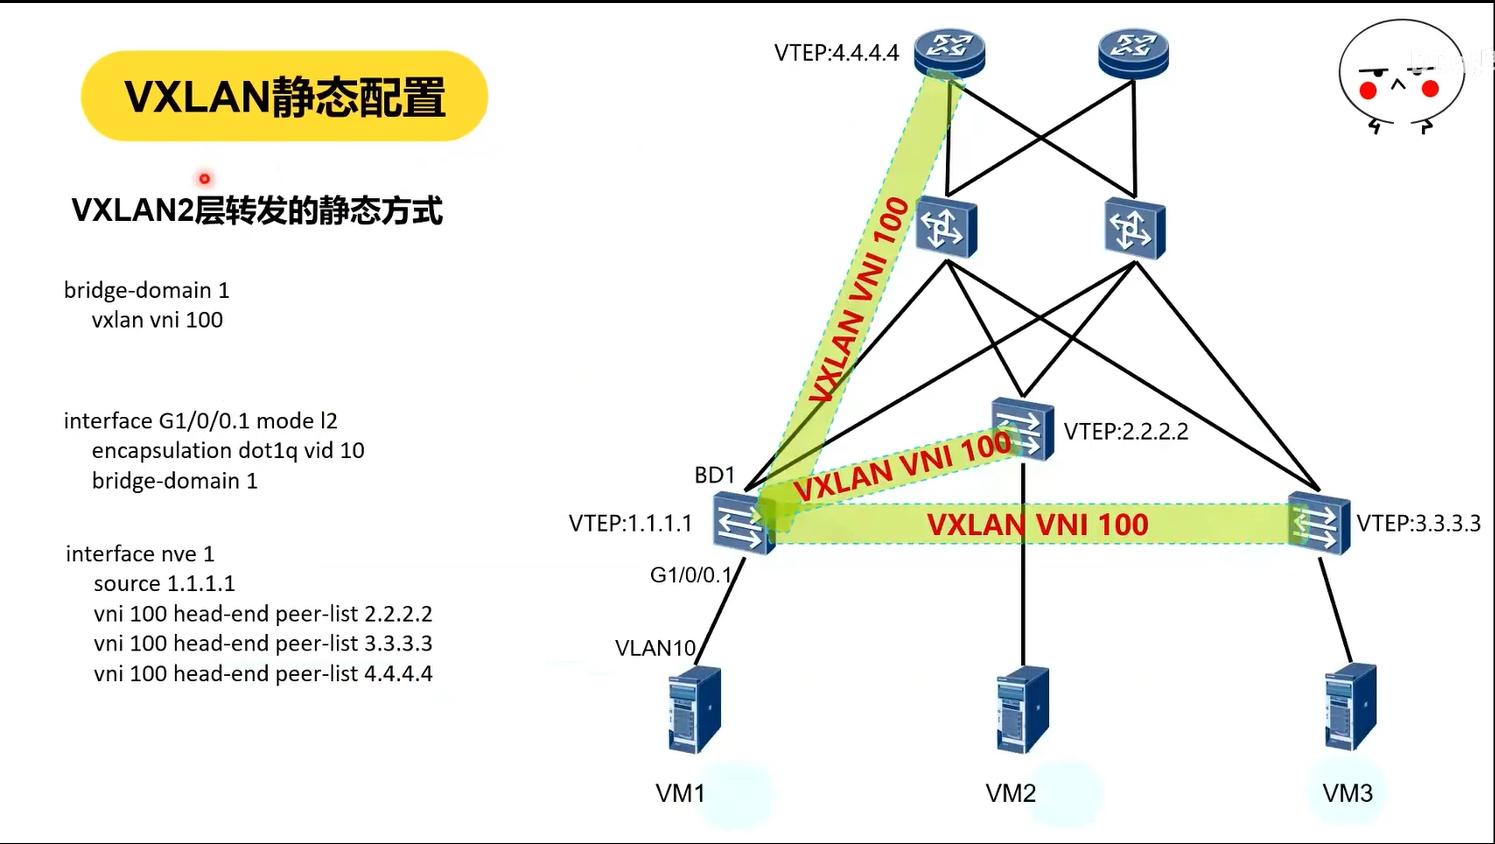 VXLAN静态配置
VXLAN2层转发的静态方式
bridge-domain 1
vxlan vni 100
interface G1/0/0.1 mode l2
encapsulation dot1q vid 10
bridge-domain 1
interface nve 1
source 1.1.1.1
vni 100 head-end peer-list 2.2.2.2
vni 100 head-end peer-list 3.3.3.3
vni 100 head-end peer-list 4.4.4.4
VTEP:4.4.4.4
VXLAN VNI 100
VTEP:2.2.2.2
VXLAN VNI 100
BD1
VTEP:1.1.1.1
VXLAN VNI 100
VTEP:3.3.3.3
G1/0/0.1
VLAN10
VM1
VM2
VM3